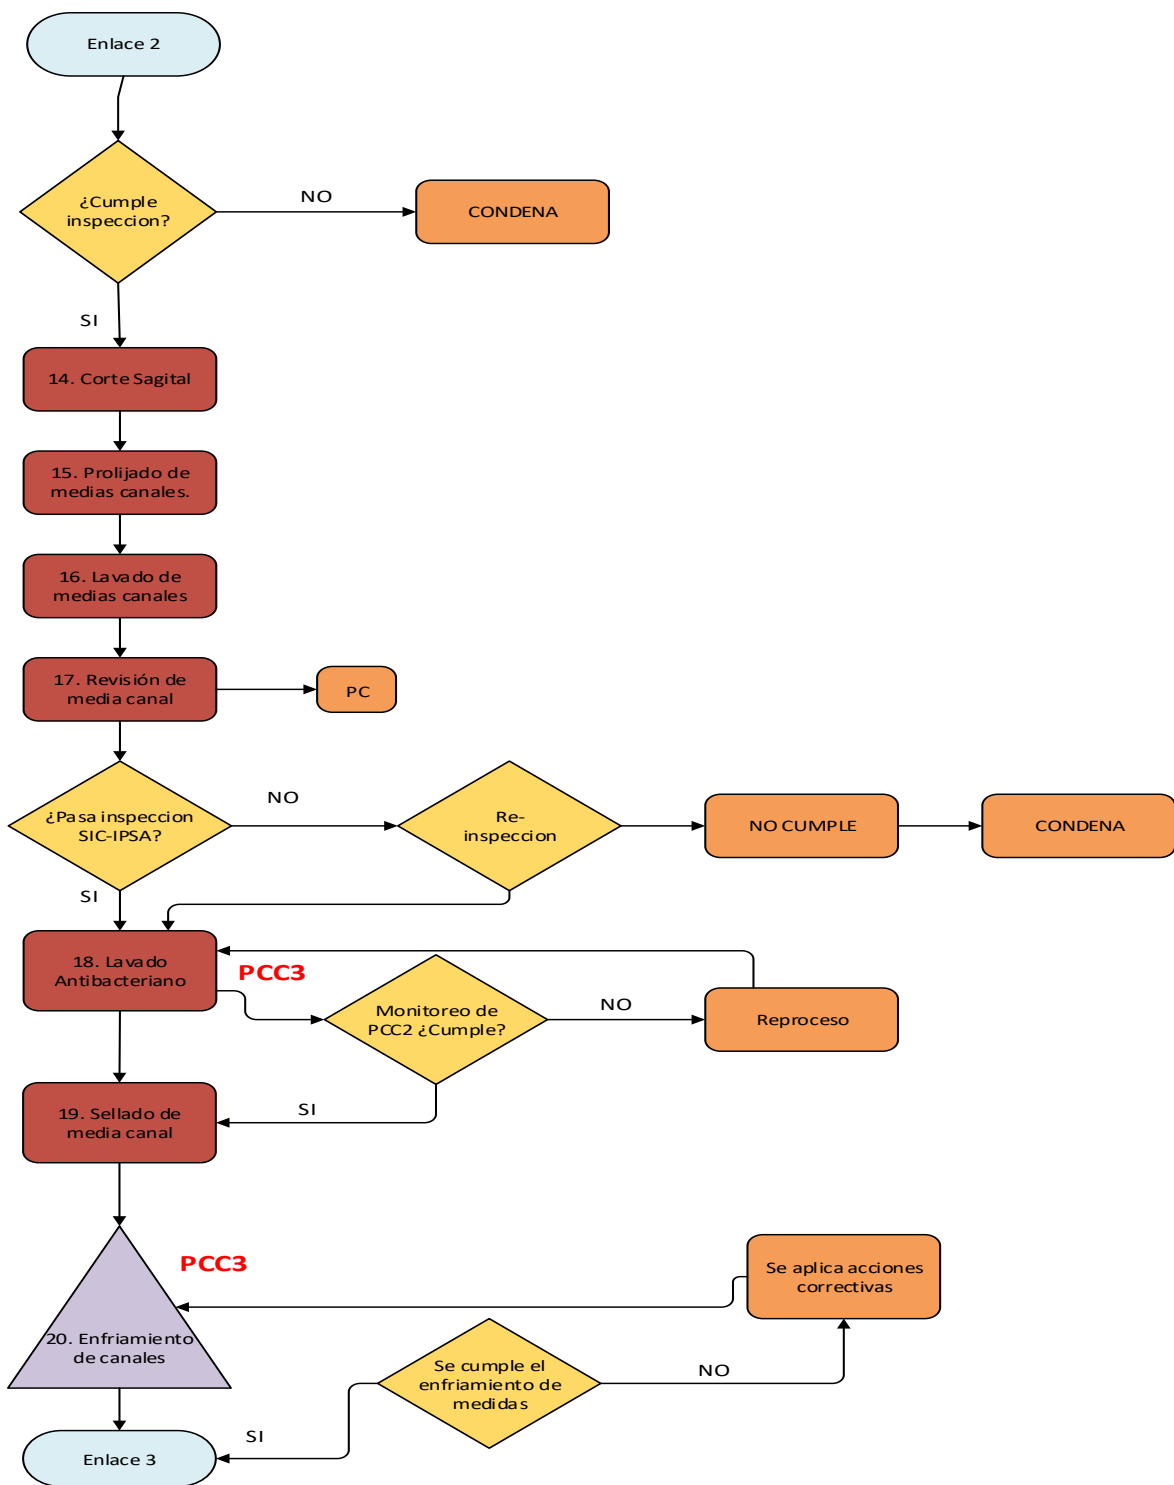 Enlace 2
¿Cumple
inspeccion?
NO
CONDENA
SI
14. Corte Sagital
15. Prolijado de
medias canales.
16. Lavado de
medias canales
17. Revisión de
media canal
PC
¿Pasa inspeccion
SIC-IPSA?
NO
Re-
inspeccion
NO CUMPLE
CONDENA
SI
18. Lavado
Antibacteriano
PCC3
Monitoreo de
PCC2 ¿Cumple?
NO
Reproceso
SI
19. Sellado de
media canal
PCC3
Se aplica acciones
correctivas
20. Enfriamiento
de canales
Se cumple el
enfriamiento de
medidas
NO
SI
Enlace 3